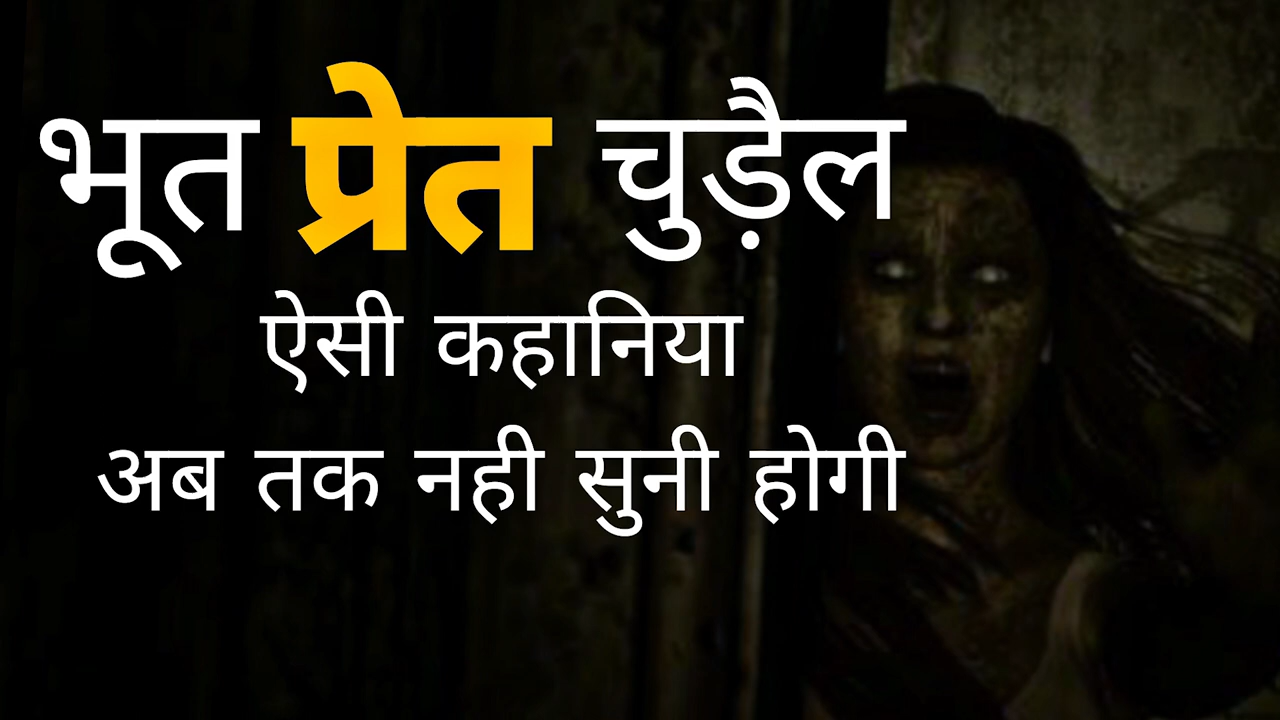 भूत प्रेत चुड़ैल
ऐसी कहानिया
अब तक नही सुनी होगी